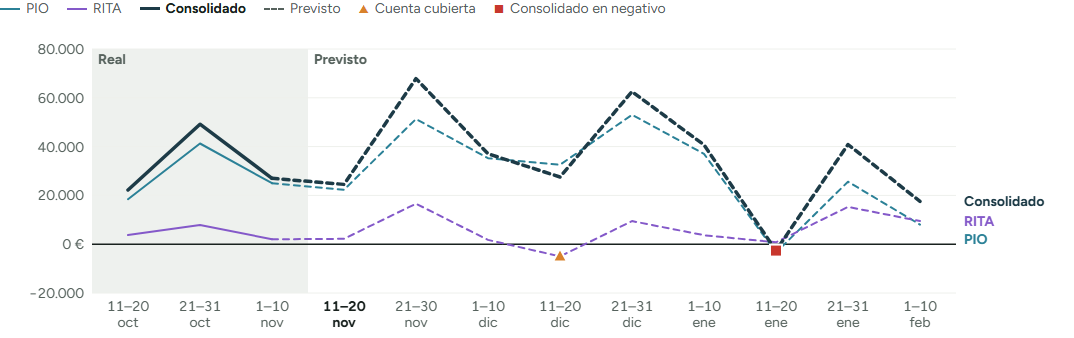 PIO RITA Consolidado Previsto Cuenta cubierta Consolidado en negativo
80.000
Real Previsto
60.000
40.000
20.000
Consolidado
RITA
PIO
0 €
-20.000
11–20 21–31 1–10 11–20 21–30 1–10 11–20 21–31 1–10 11–20 21–31 1–10
oct oct nov nov nov dic dic dic ene ene ene feb